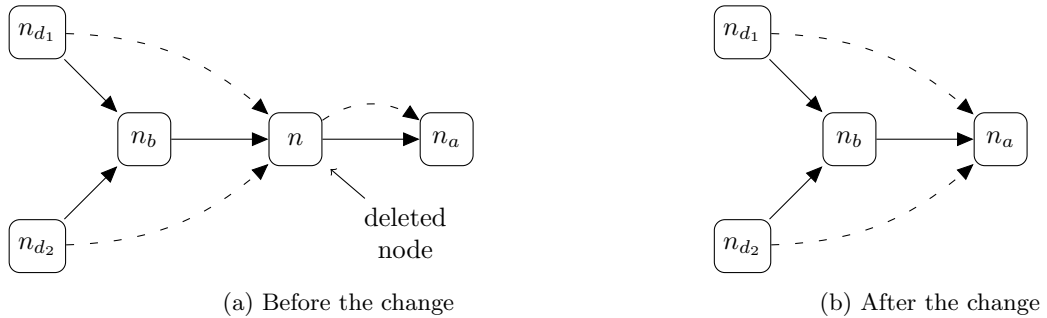 n_{d_1}
n_b
n
n_a
n_{d_2}
deleted
node
(a) Before the change
n_{d_1}
n_b
n_a
n_{d_2}
(b) After the change